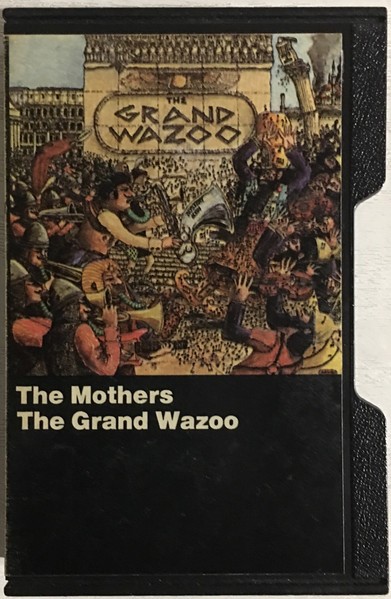 THE
GRAND
WAZOO
The Mothers
The Grand Wazoo